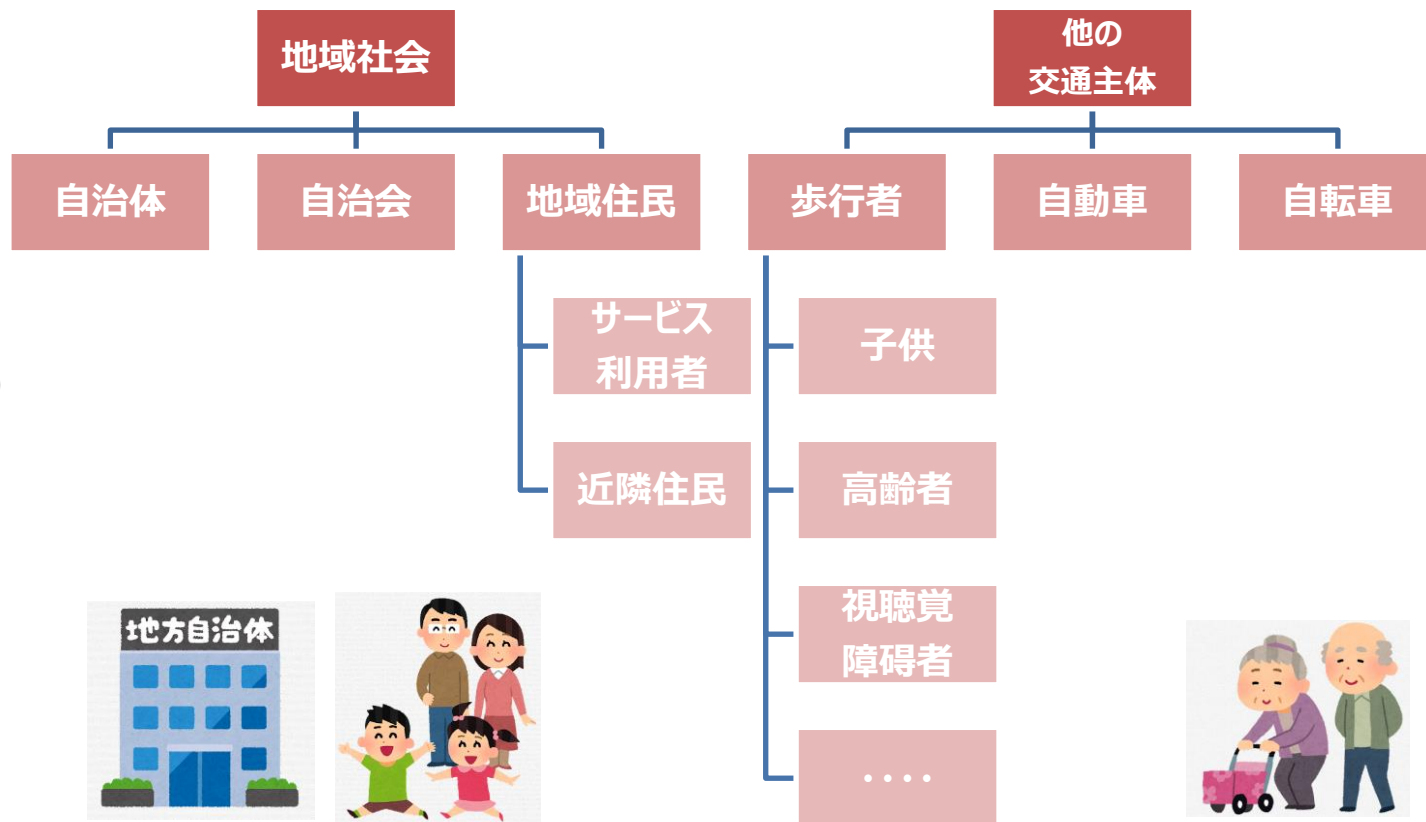 地域社会
他の
交通主体
自治体
自治会
地域住民
歩行者
自動車
自転車
サービス
利用者
近隣住民
子供
高齢者
視聴覚
障碍者
・・・・
地方自治体